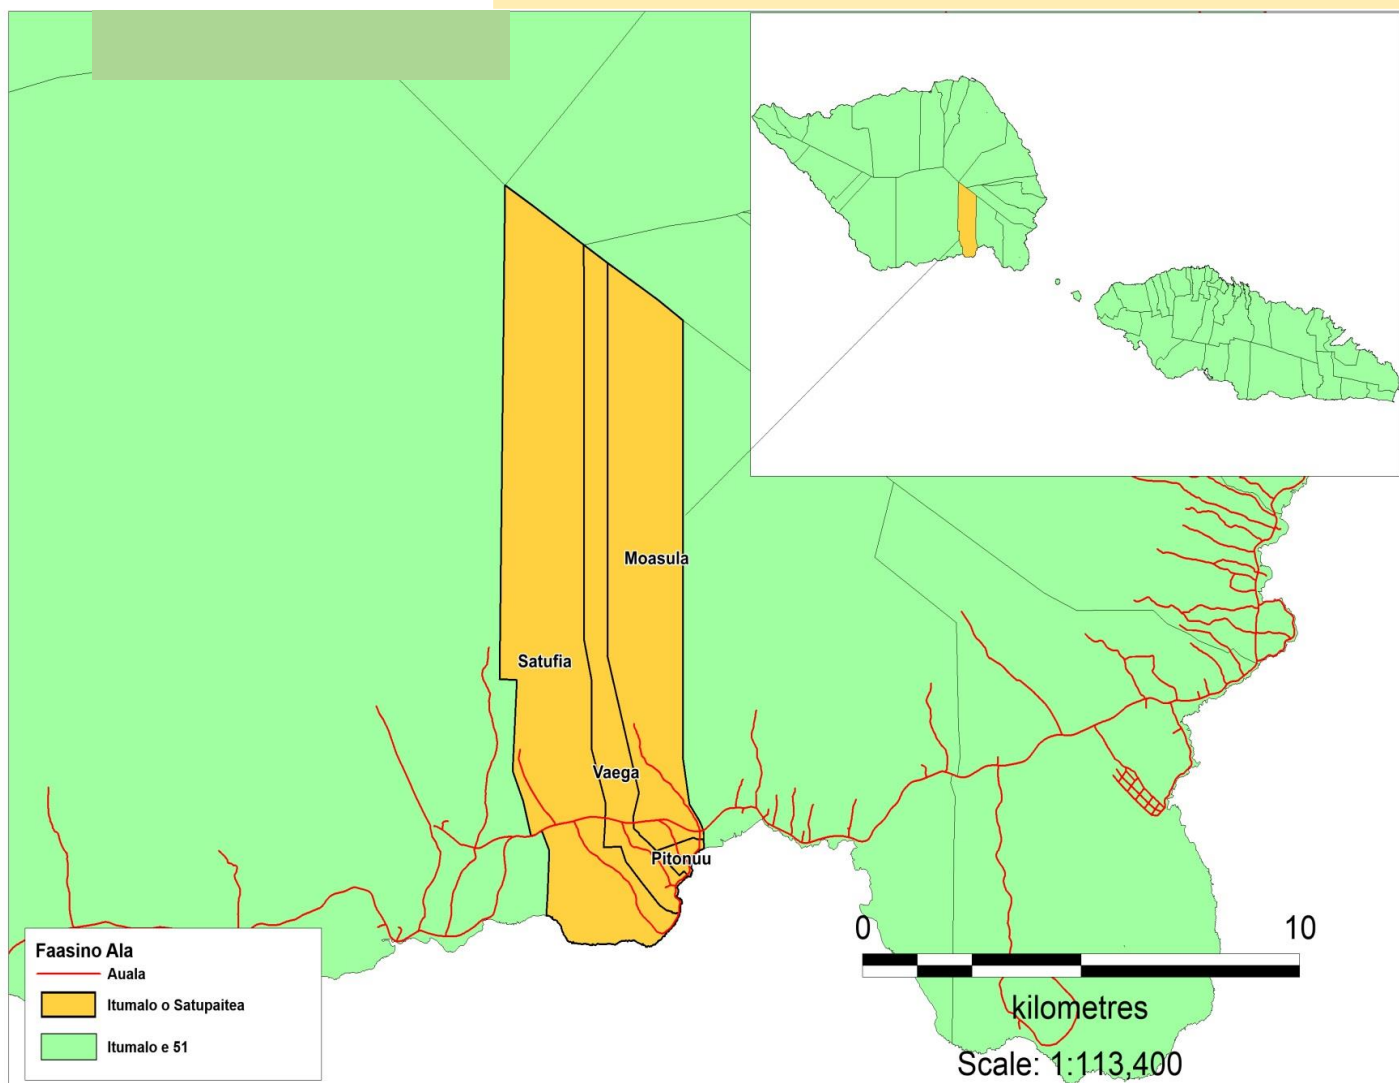 Moasula
Satufia
Vaega
Pitonuu
Faasino Ala
Auala
Itumalo o Satupaitea
Itumalo e 51
0 10
kilometres
Scale: 1:113,400